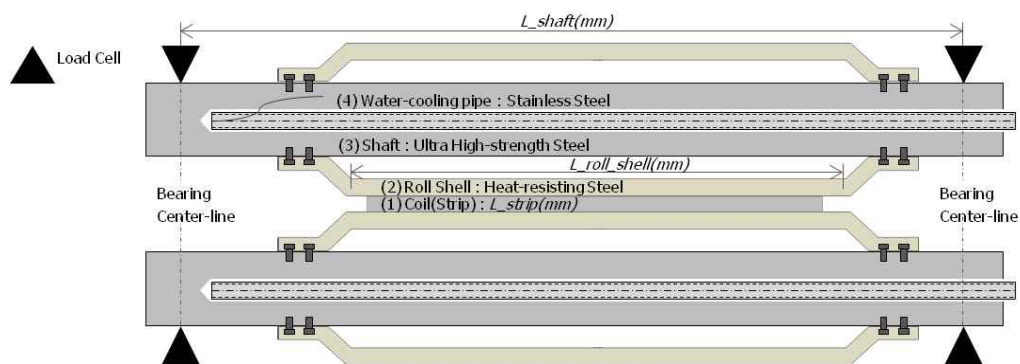 L_shaft(mm)
Load Cell
(4) Water-cooling pipe : Stainless Steel
(3) Shaft : Ultra High-strength Steel
L_roll_shell(mm)
(2) Roll Shell : Heat-resisting Steel
(1) Coil(Strip) : L_strip(mm)
Bearing
Center-line
Bearing
Center-line